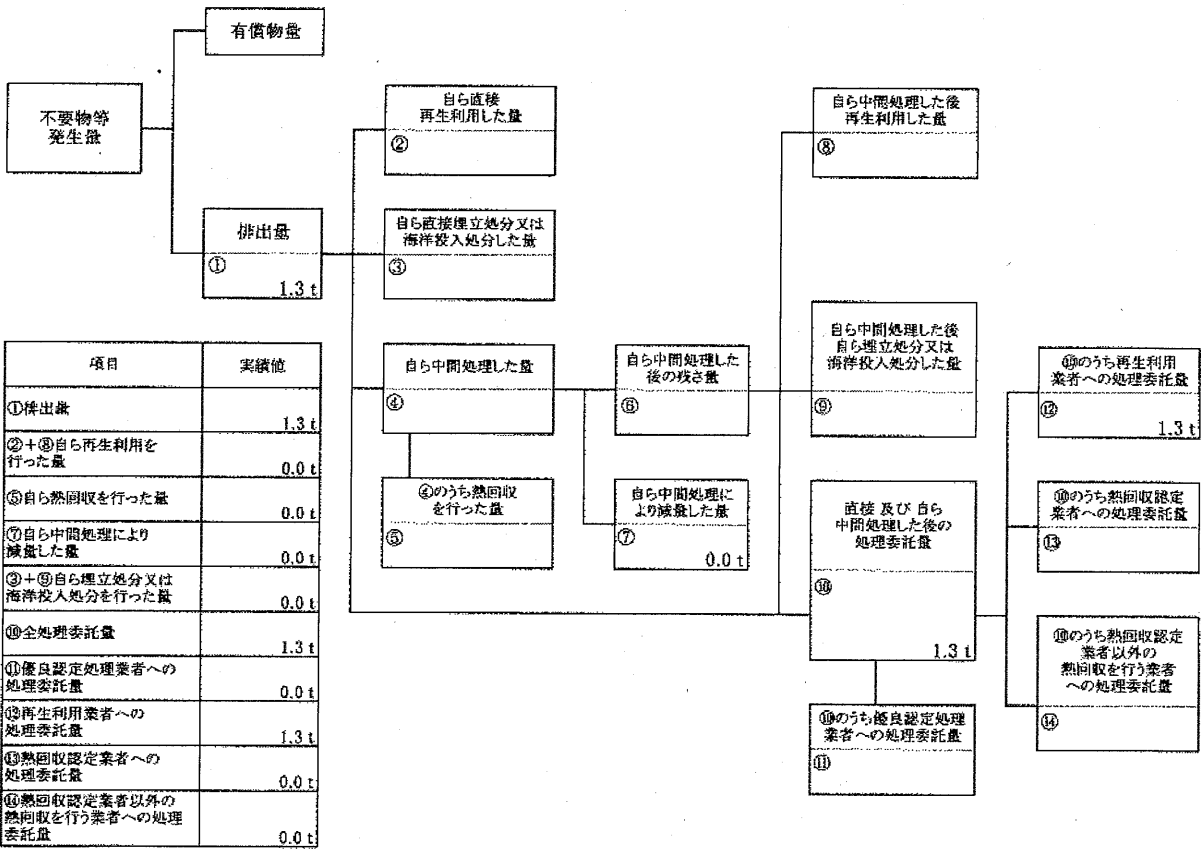 有償物量
不要物等
発生量
排出量
①
1.3 t
自ら直接
再生利用した量
②
自ら直接埋立処分又は
海洋投入処分した量
③
自ら中間処理した量
④
④のうち熱回収
を行った量
⑤
自ら中間処理した
後の残さ量
⑥
自ら中間処理に
より減量した量
⑦
0.0 t
自ら中間処理した後
再生利用した量
⑧
自ら中間処理した後
自ら埋立処分又は
海洋投入処分した量
⑨
直接 及び 自ら
中間処理した後の
処理委託量
⑩
1.3 t
⑩のうち優良認定処理
業者への処理委託量
⑪
⑩のうち再生利用
業者への処理委託量
⑫
1.3 t
⑩のうち熱回収認定
業者への処理委託量
⑬
⑩のうち熱回収認定
業者以外の
熱回収を行う業者
への処理委託量
⑭
項目 実績値
①排出量
1.3 t
②+⑧自ら再生利用を
行った量
0.0 t
⑤自ら熱回収を行った量
0.0 t
⑦自ら中間処理により
減量した量
0.0 t
③+⑨自ら埋立処分又は
海洋投入処分を行った量
0.0 t
⑩全処理委託量
1.3 t
⑪優良認定処理業者への
処理委託量
0.0 t
⑫再生利用業者への
処理委託量
1.3 t
⑬熱回収認定業者への
処理委託量
0.0 t
⑭熱回収認定業者以外の
熱回収を行う業者への処理
委託量
0.0 t